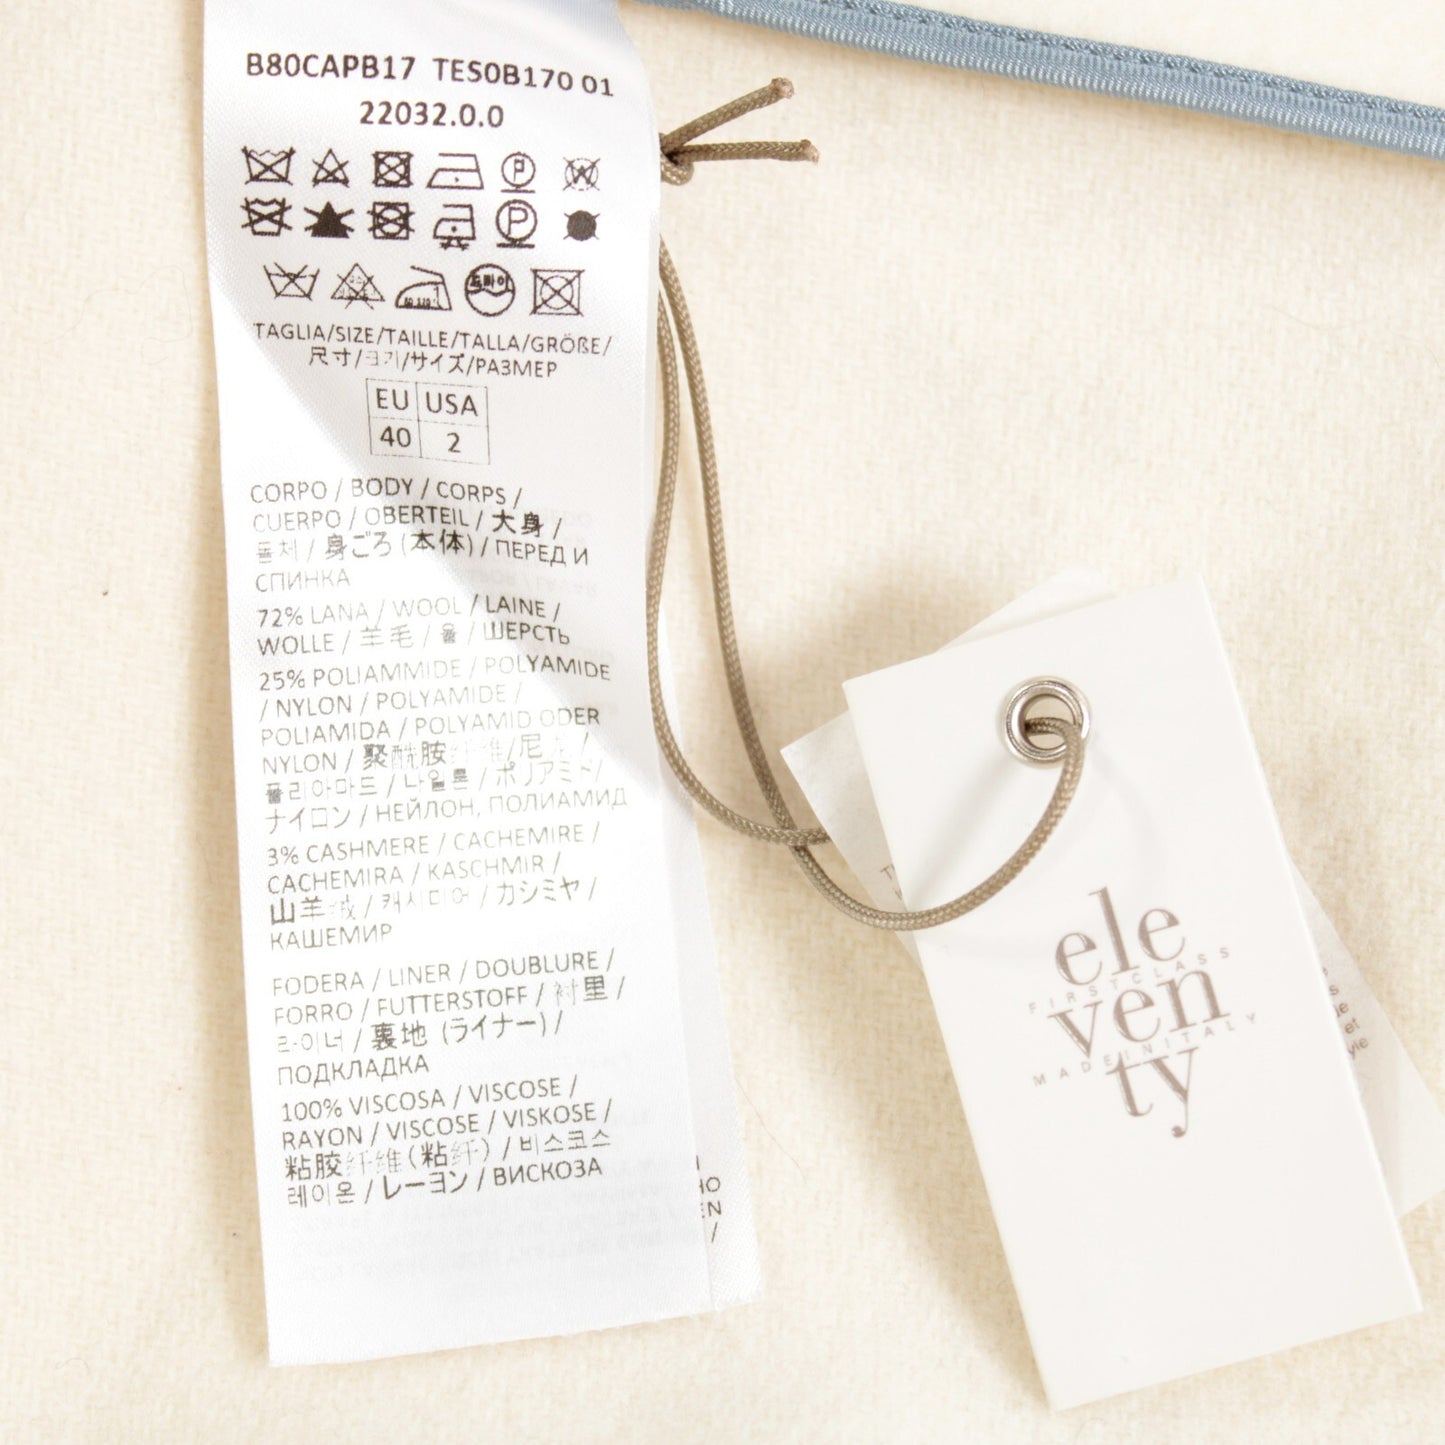 B80CAPB17 TES0B170 01
22032.0.0
TAGLIA/SIZE/TAILLE/TALLA/GRÖßE/
尺寸/크기/サイズ/РАЗМЕР
EU USA
40 2
CORPO / BODY / CORPS /
CUERPO / OBERTEIL / 大身 /
몸체 / 身ごろ (本体) / ПЕРЕД И
СПИНКА
72% LANA / WOOL / LAINE /
WOLLE / 羊毛 / 울 / ШЕРСТЬ
25% POLIAMMIDE / POLYAMIDE
/ NYLON / POLYAMIDE /
POLIAMIDA / POLYAMID ODER
NYLON / 聚酰胺纤维/尼龙 /
폴리아마드 / 나일론 / ポリアミド/
ナイロン / НЕЙЛОН, ПОЛИАМИД
3% CASHMERE / CACHEMIRE /
CACHEMIRA / KASCHMIR /
山羊绒 / 캐시미어 / カシミヤ /
КАШЕМИР
FODERA / LINER / DOUBLURE /
FORRO / FUTTERSTOFF / 衬里 /
라이너 / 裏地 (ライナー) /
ПОДКЛАДКА
100% VISCOSA / VISCOSE /
RAYON / VISCOSE / VISKOSE /
粘胶纤维(粘纤) / 비스코스
레이온 / レーヨン / ВИСКОЗА
ele
FIRST CLASS
ven
MADE IN ITALY
ty